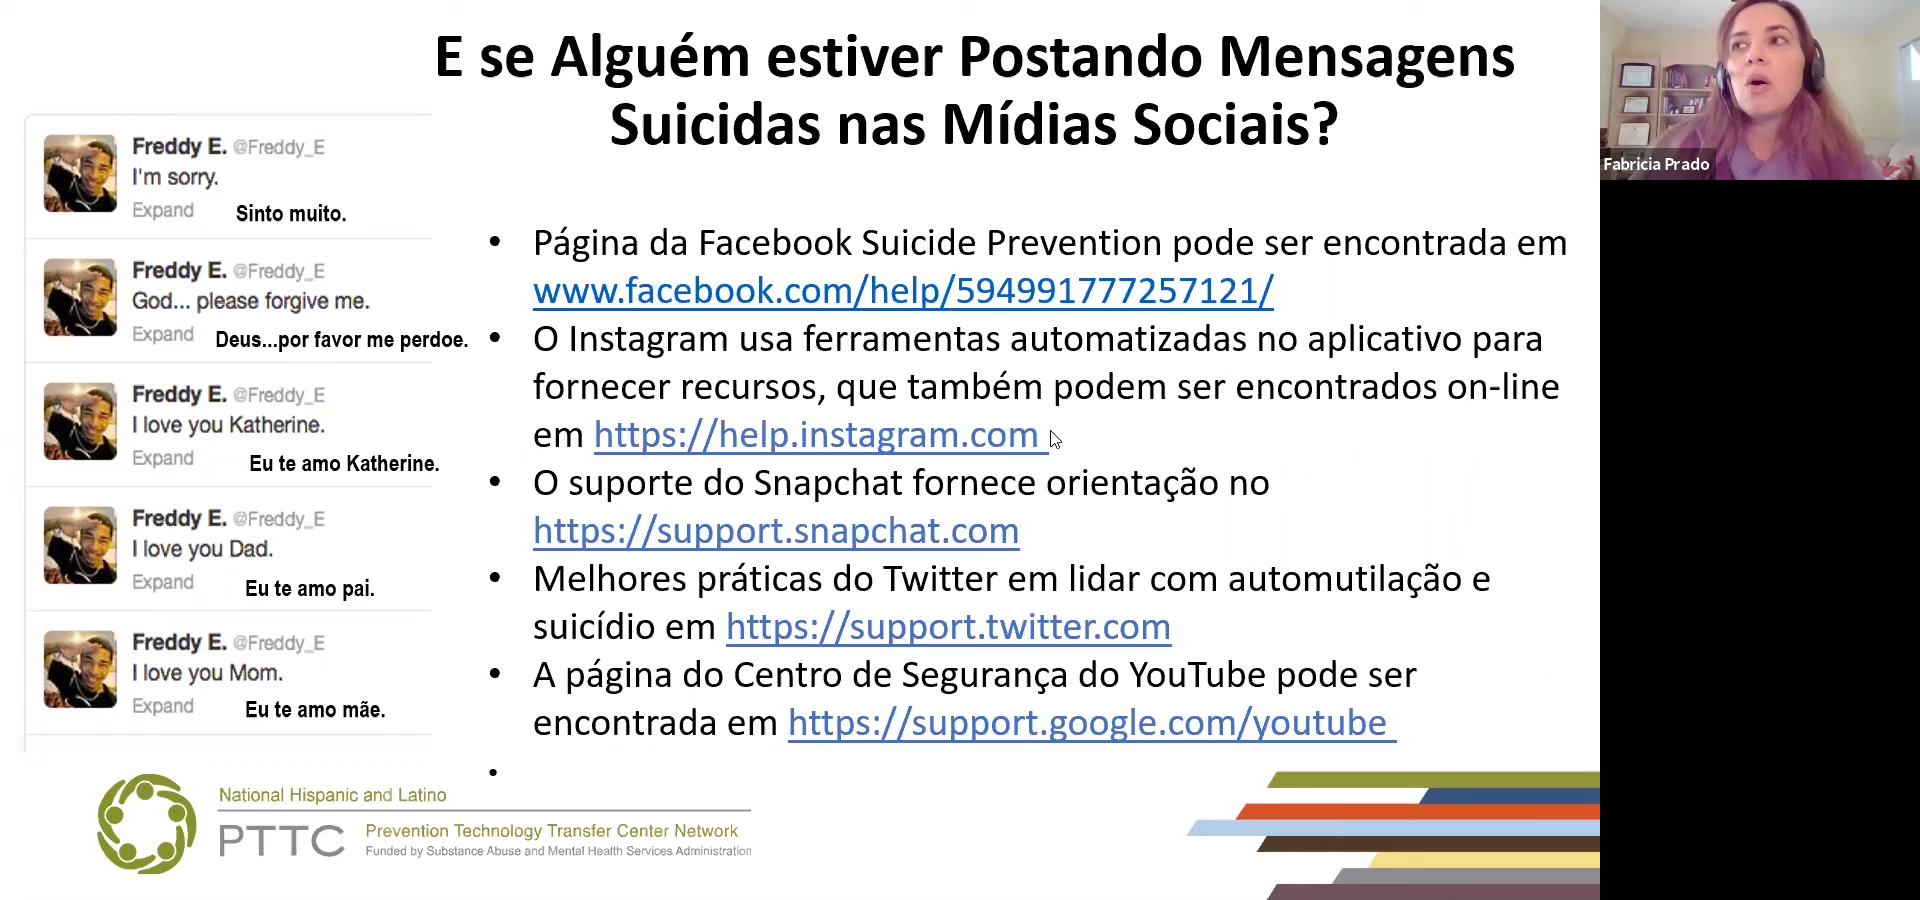 E se Alguém estiver Postando Mensagens
Suicidas nas Mídias Sociais?
Freddy E. @Freddy_E
I'm sorry.
Expand
Sinto muito.
Freddy E. @Freddy_E
God... please forgive me.
Expand
Deus...por favor me perdoe.
Freddy E. @Freddy_E
I love you Katherine.
Expand
Eu te amo Katherine.
Freddy E. @Freddy_E
I love you Dad.
Expand
Eu te amo pai.
Freddy E. @Freddy_E
I love you Mom.
Expand
Eu te amo mãe.
• Página da Facebook Suicide Prevention pode ser encontrada em
www.facebook.com/help/594991777257121/
• O Instagram usa ferramentas automatizadas no aplicativo para
fornecer recursos, que também podem ser encontrados on-line
em https://help.instagram.com
• O suporte do Snapchat fornece orientação no
https://support.snapchat.com
• Melhores práticas do Twitter em lidar com automutilação e
suicídio em https://support.twitter.com
• A página do Centro de Segurança do YouTube pode ser
encontrada em https://support.google.com/youtube
•
National Hispanic and Latino
PTTC
Prevention Technology Transfer Center Network
Funded by Substance Abuse and Mental Health Services Administration
Fabricia Prado